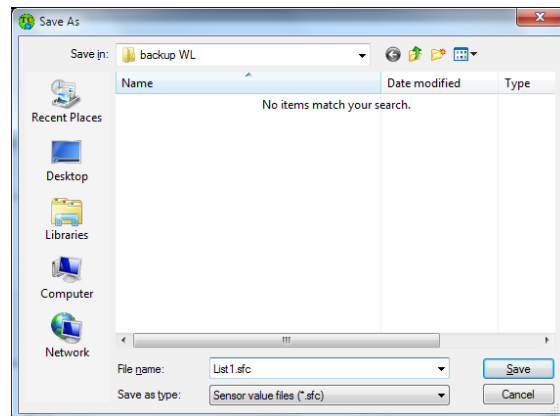 Save As
Save in: backup WL
Name Date modified Type
No items match your search.
Recent Places
Desktop
Libraries
Computer
Network
File name: List1.sfc Save
Save as type: Sensor value files (*.sfc) Cancel